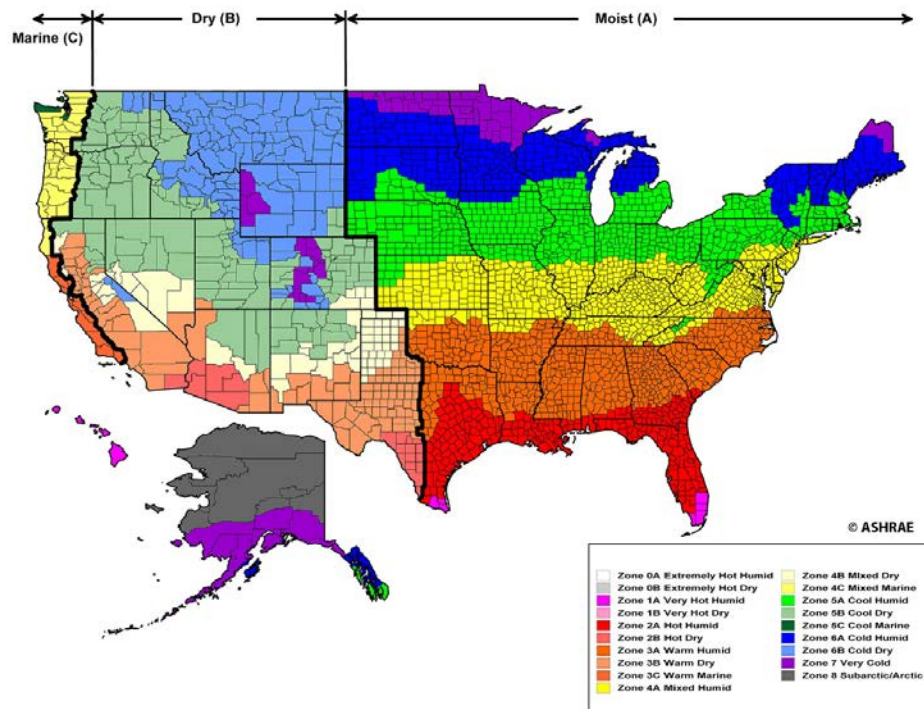 Dry (B)
Moist (A)
Marine (C)
© ASHRAE
Zone 0A Extremely Hot Humid
Zone 0B Extremely Hot Dry
Zone 1A Very Hot Humid
Zone 1B Very Hot Dry
Zone 2A Hot Humid
Zone 2B Hot Dry
Zone 3A Warm Humid
Zone 3B Warm Dry
Zone 3C Warm Marine
Zone 4A Mixed Humid
Zone 4B Mixed Dry
Zone 4C Mixed Marine
Zone 5A Cool Humid
Zone 5B Cool Dry
Zone 5C Cool Marine
Zone 6A Cold Humid
Zone 6B Cold Dry
Zone 7 Very Cold
Zone 8 Subarctic/Arctic